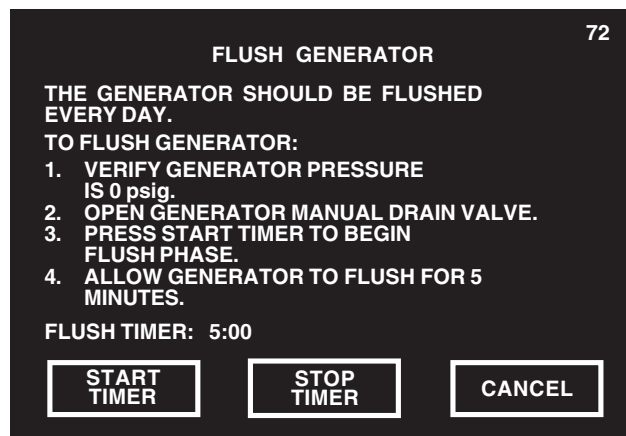 72
FLUSH GENERATOR
THE GENERATOR SHOULD BE FLUSHED
EVERY DAY.
TO FLUSH GENERATOR:
1. VERIFY GENERATOR PRESSURE
IS 0 psig.
2. OPEN GENERATOR MANUAL DRAIN VALVE.
3. PRESS START TIMER TO BEGIN
FLUSH PHASE.
4. ALLOW GENERATOR TO FLUSH FOR 5
MINUTES.
FLUSH TIMER: 5:00
START
TIMER
STOP
TIMER
CANCEL